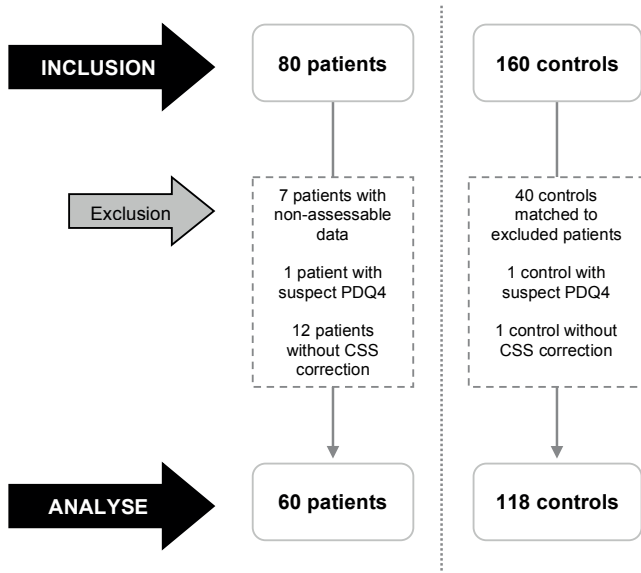 INCLUSION
80 patients
160 controls
Exclusion
7 patients with
non-assessable
data
1 patient with
suspect PDQ4
12 patients
without CSS
correction
40 controls
matched to
excluded patients
1 control with
suspect PDQ4
1 control without
CSS correction
ANALYSE
60 patients
118 controls